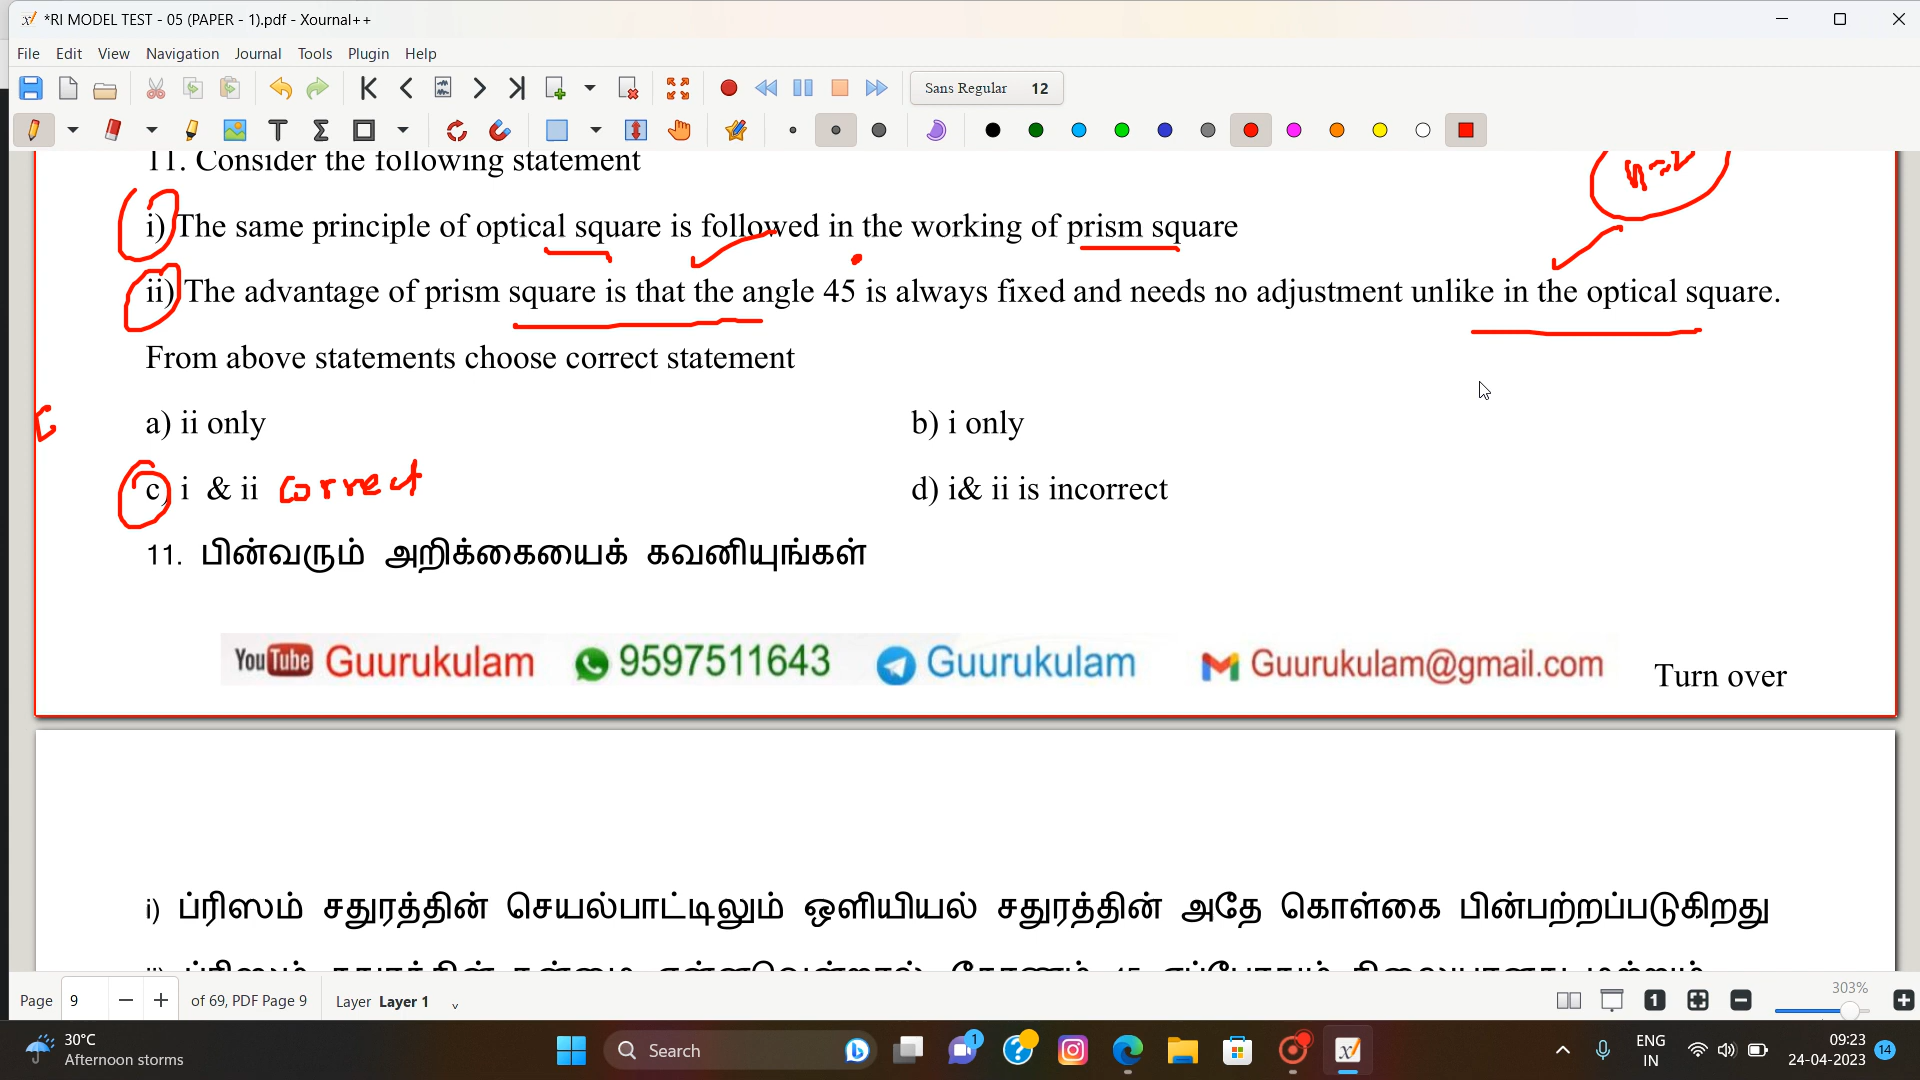 *RI MODEL TEST - 05 (PAPER - 1).pdf - Xournal++
File Edit View Navigation Journal Tools Plugin Help
Sans Regular 12
11. Consider the following statement
i) The same principle of optical square is followed in the working of prism square
ii) The advantage of prism square is that the angle 45 is always fixed and needs no adjustment unlike in the optical square.
From above statements choose correct statement
a) ii only b) i only
c) i & ii correct d) i& ii is incorrect
11. பின்வரும் அறிக்கையைக் கவனியுங்கள்
YouTube Guurukulam 9597511643 Guurukulam Guurukulam@gmail.com
Turn over
i) ப்ரிஸம் சதுரத்தின் செயல்பாட்டிலும் ஒளியியல் சதுரத்தின் அதே கொள்கை பின்பற்றப்படுகிறது
Page 9 of 69, PDF Page 9 Layer Layer 1 303%
30°C
Afternoon storms
Search
1
ENG
IN
09:23
24-04-2023
14